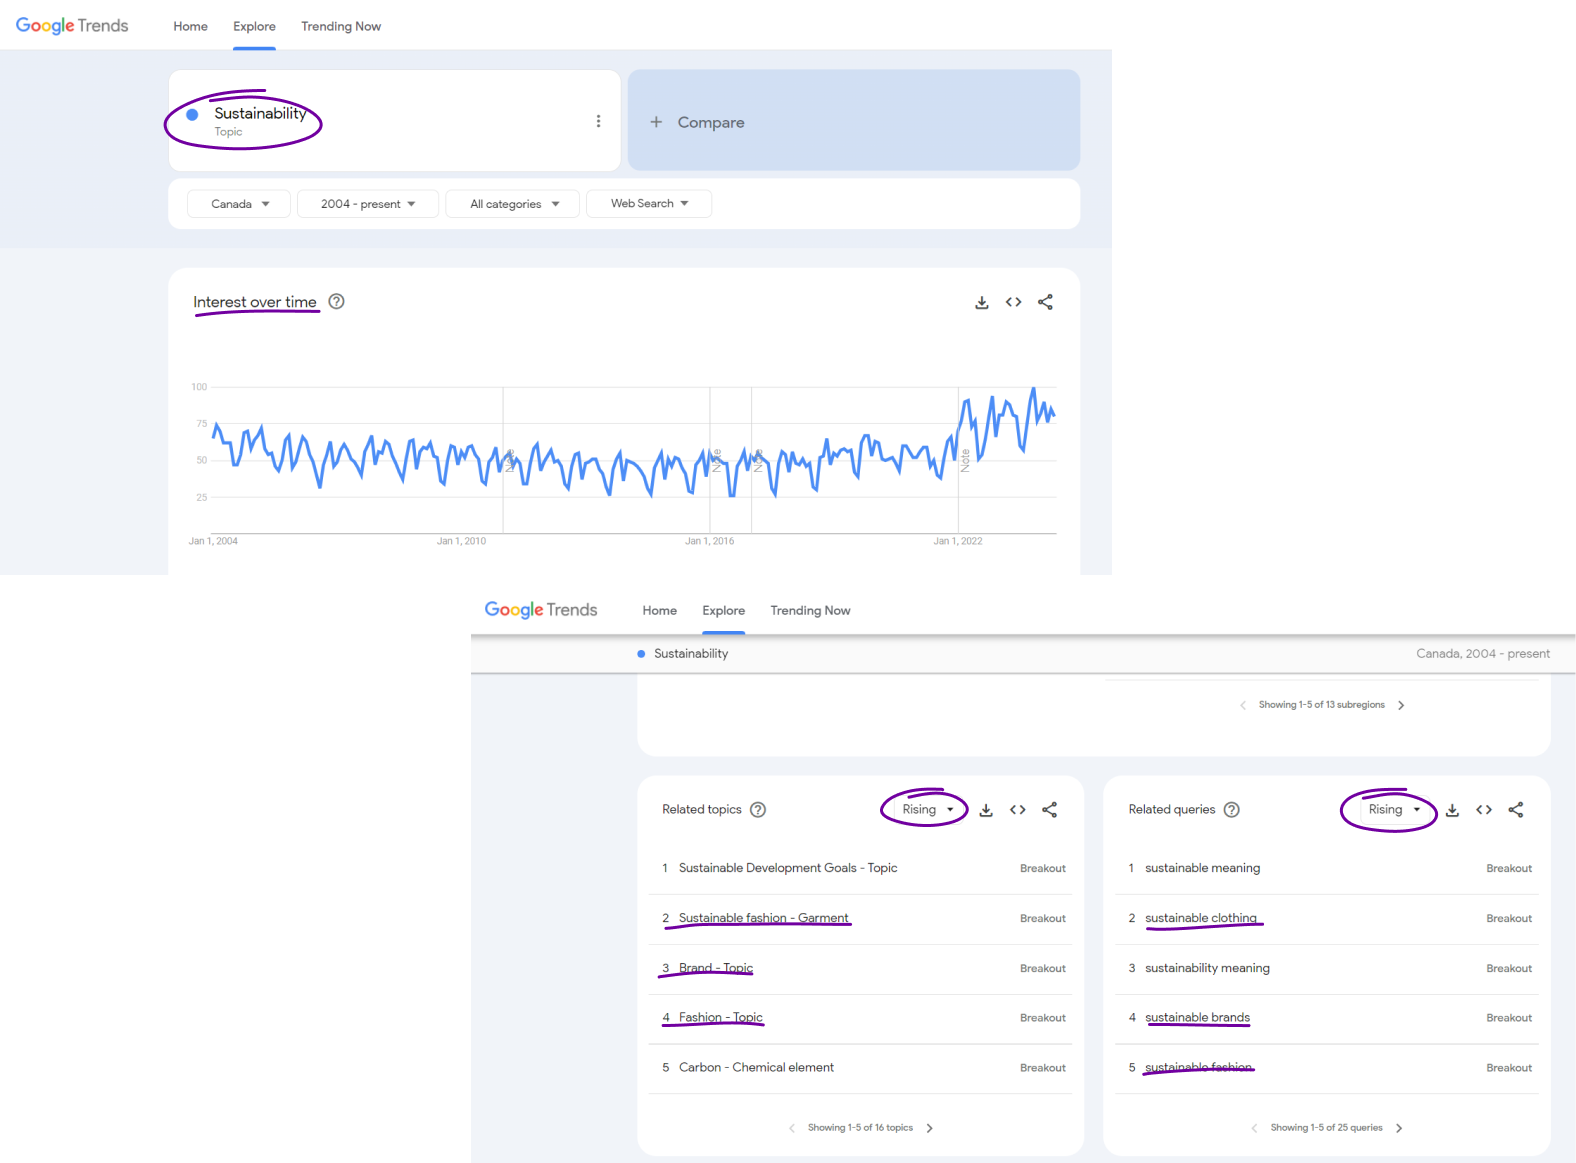 Google Trends Home Explore Trending Now
Sustainability
Topic
+ Compare
Canada 2004 - present All categories Web Search
Interest over time ?
100
75
50
25
Note Note Note Note
Jan 1, 2004 Jan 1, 2010 Jan 1, 2016 Jan 1, 2022
Google Trends Home Explore Trending Now
Sustainability Canada, 2004 - present
Showing 1-5 of 13 subregions
Related topics ? Rising
1 Sustainable Development Goals - Topic Breakout
2 Sustainable fashion - Garment Breakout
3 Brand - Topic Breakout
4 Fashion - Topic Breakout
5 Carbon - Chemical element Breakout
Showing 1-5 of 16 topics
Related queries ? Rising
1 sustainable meaning Breakout
2 sustainable clothing Breakout
3 sustainability meaning Breakout
4 sustainable brands Breakout
5 sustainable fashion Breakout
Showing 1-5 of 25 queries